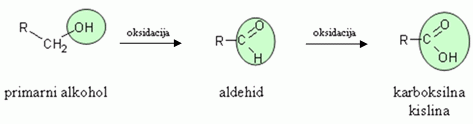 R
CH2
OH
oksidacija
R
C
O
H
oksidacija
R
C
O
OH
primarni alkohol
aldehid
karboksilna
kislina